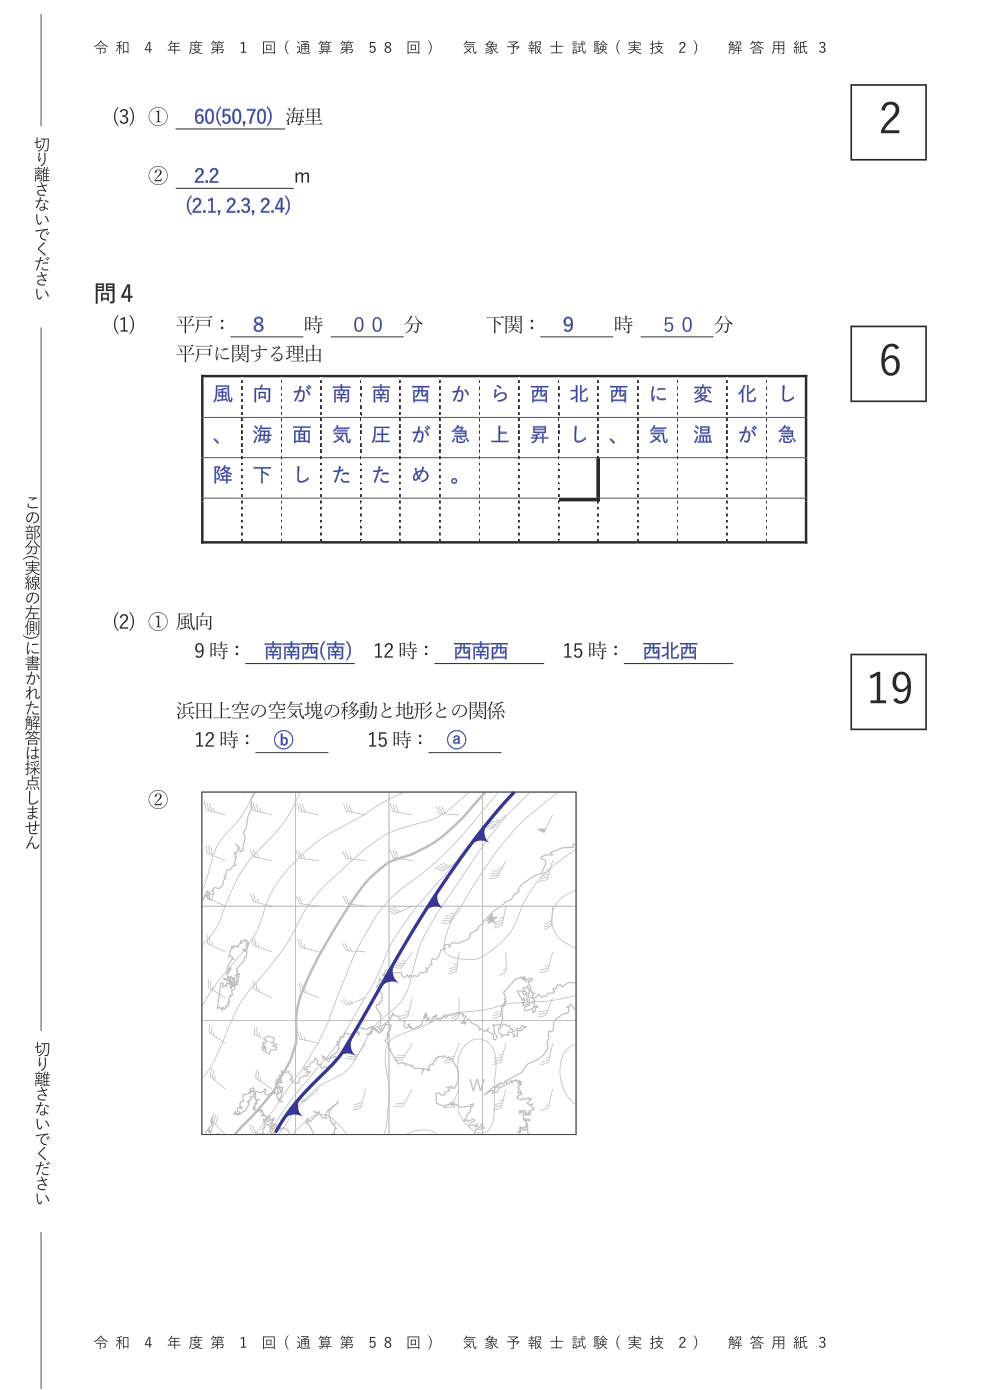 令和4年度第1回(通算第58回) 気象予報士試験(実技2) 解答用紙3
切り離さないでください
この部分(実線の左側)に書かれた解答は採点しません
切り離さないでください
(3) ① 60(50,70) 海里
2
② 2.2 m
(2.1, 2.3, 2.4)
問4
(1) 平戸: 8 時 00 分 下関: 9 時 50 分
6
平戸に関する理由
風向が南南西から西北西に変化し
、海面気圧が急上昇し、気温が急
降下したため。
(2) ① 風向
9時: 南南西(南) 12時: 西南西 15時: 西北西
19
浜田上空の空気塊の移動と地形との関係
12時: ⓑ 15時: ⓐ
②
W
令和4年度第1回(通算第58回) 気象予報士試験(実技2) 解答用紙3